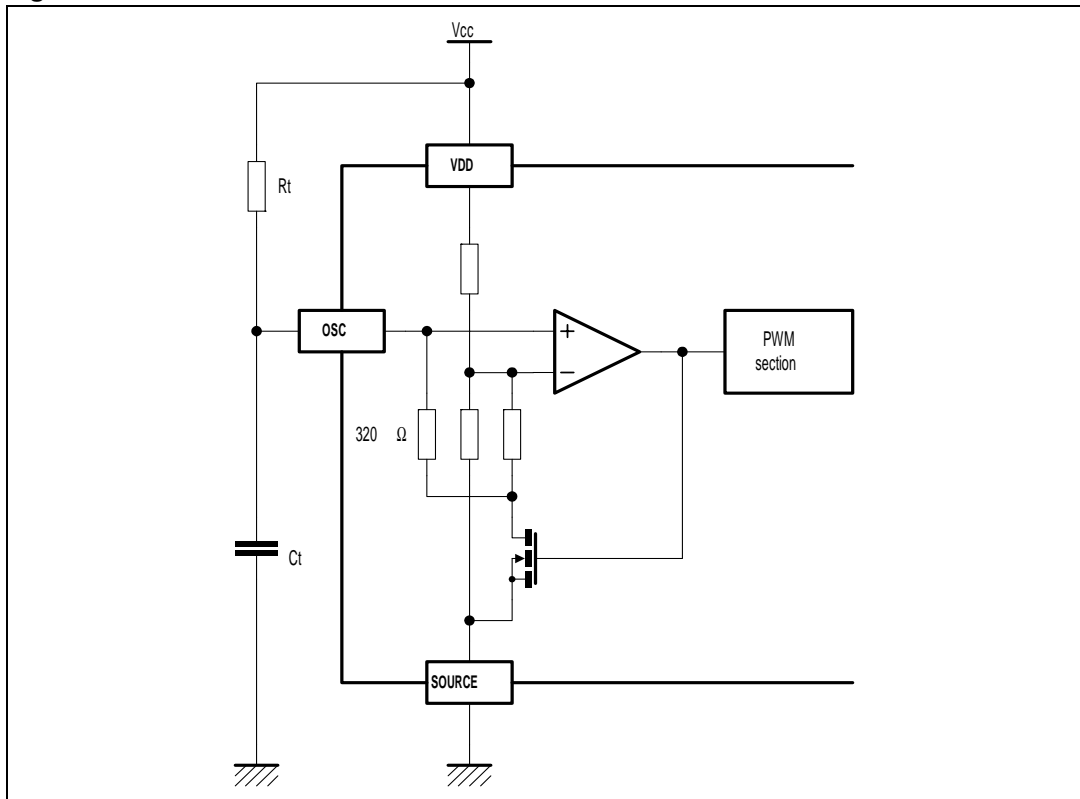 Vcc
VDD
Rt
OSC
+
PWM
section
−
320 Ω
Ct
SOURCE